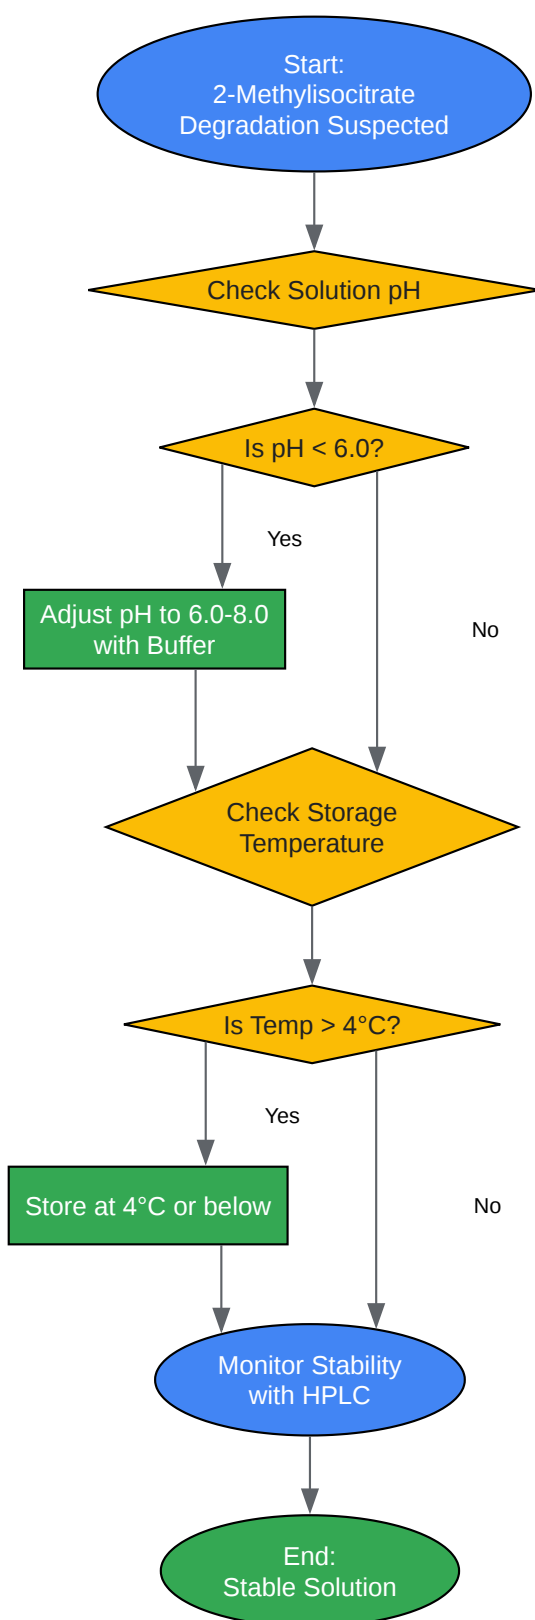 Start:
2-Methylisocitrate
Degradation Suspected
Check Solution pH
Is pH < 6.0?
Yes
Adjust pH to 6.0-8.0
with Buffer
No
Check Storage
Temperature
Is Temp > 4°C?
Yes
Store at 4°C or below
No
Monitor Stability
with HPLC
End:
Stable Solution